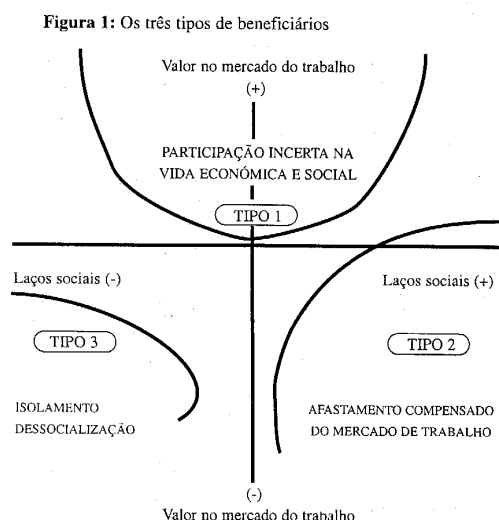 Figura 1: Os três tipos de beneficiários
Valor no mercado do trabalho
(+)
PARTICIPAÇÃO INCERTA NA
VIDA ECONÓMICA E SOCIAL
TIPO 1
Laços sociais (-)
Laços sociais (+)
TIPO 3
TIPO 2
ISOLAMENTO
DESSOCIALIZAÇÃO
AFASTAMENTO COMPENSADO
DO MERCADO DE TRABALHO
(-)
Valor no mercado do trabalho